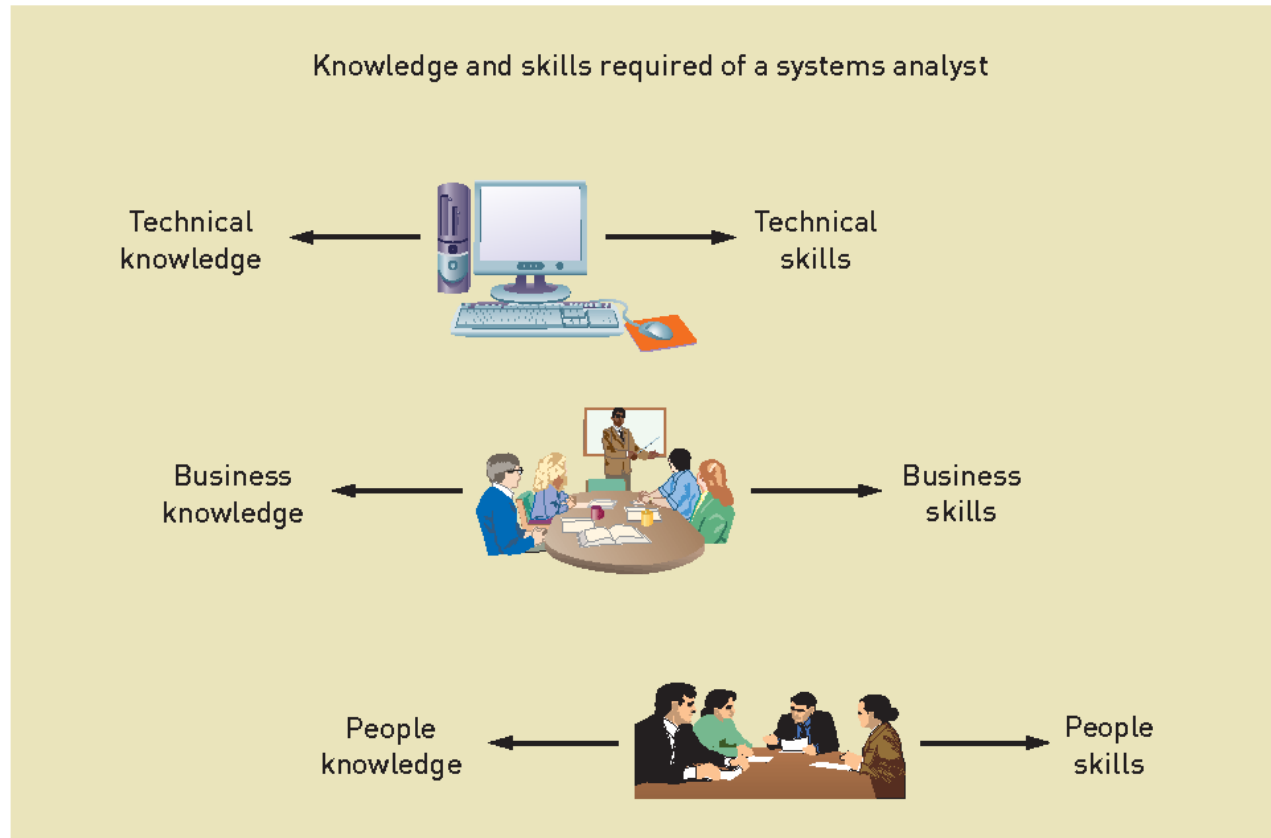 Knowledge and skills required of a systems analyst
Technical
knowledge
Technical
skills
Business
knowledge
Business
skills
People
knowledge
People
skills